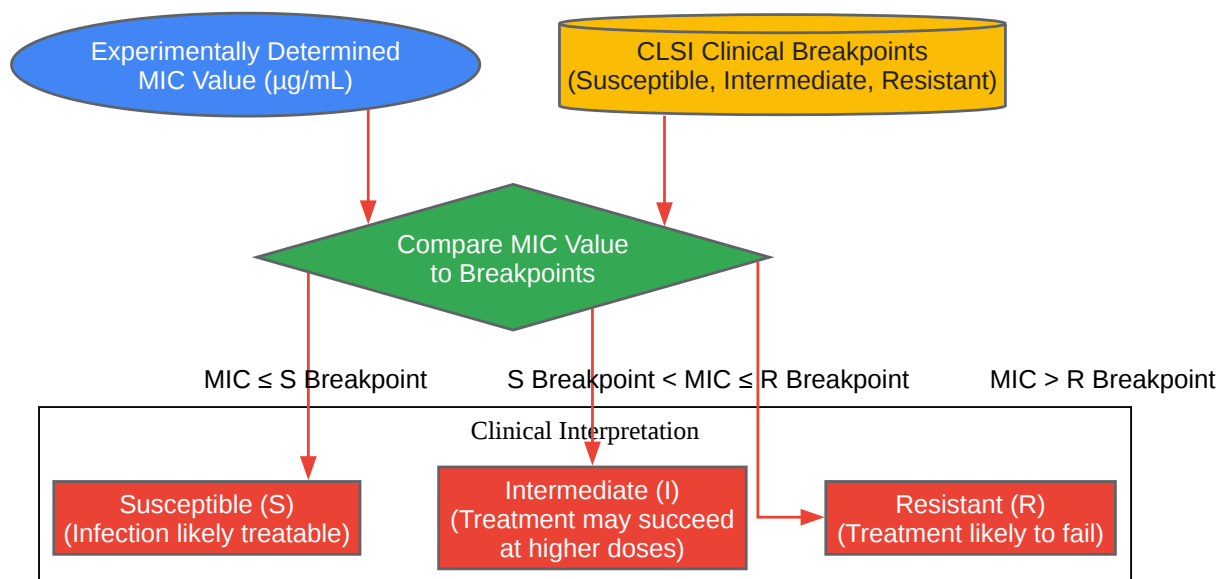 Experimentally Determined
MIC Value (µg/mL)
CLSI Clinical Breakpoints
(Susceptible, Intermediate, Resistant)
Compare MIC Value
to Breakpoints
MIC ≤ S Breakpoint
S Breakpoint < MIC ≤ R Breakpoint
MIC > R Breakpoint
Clinical Interpretation
Susceptible (S)
(Infection likely treatable)
Intermediate (I)
(Treatment may succeed
at higher doses)
Resistant (R)
(Treatment likely to fail)